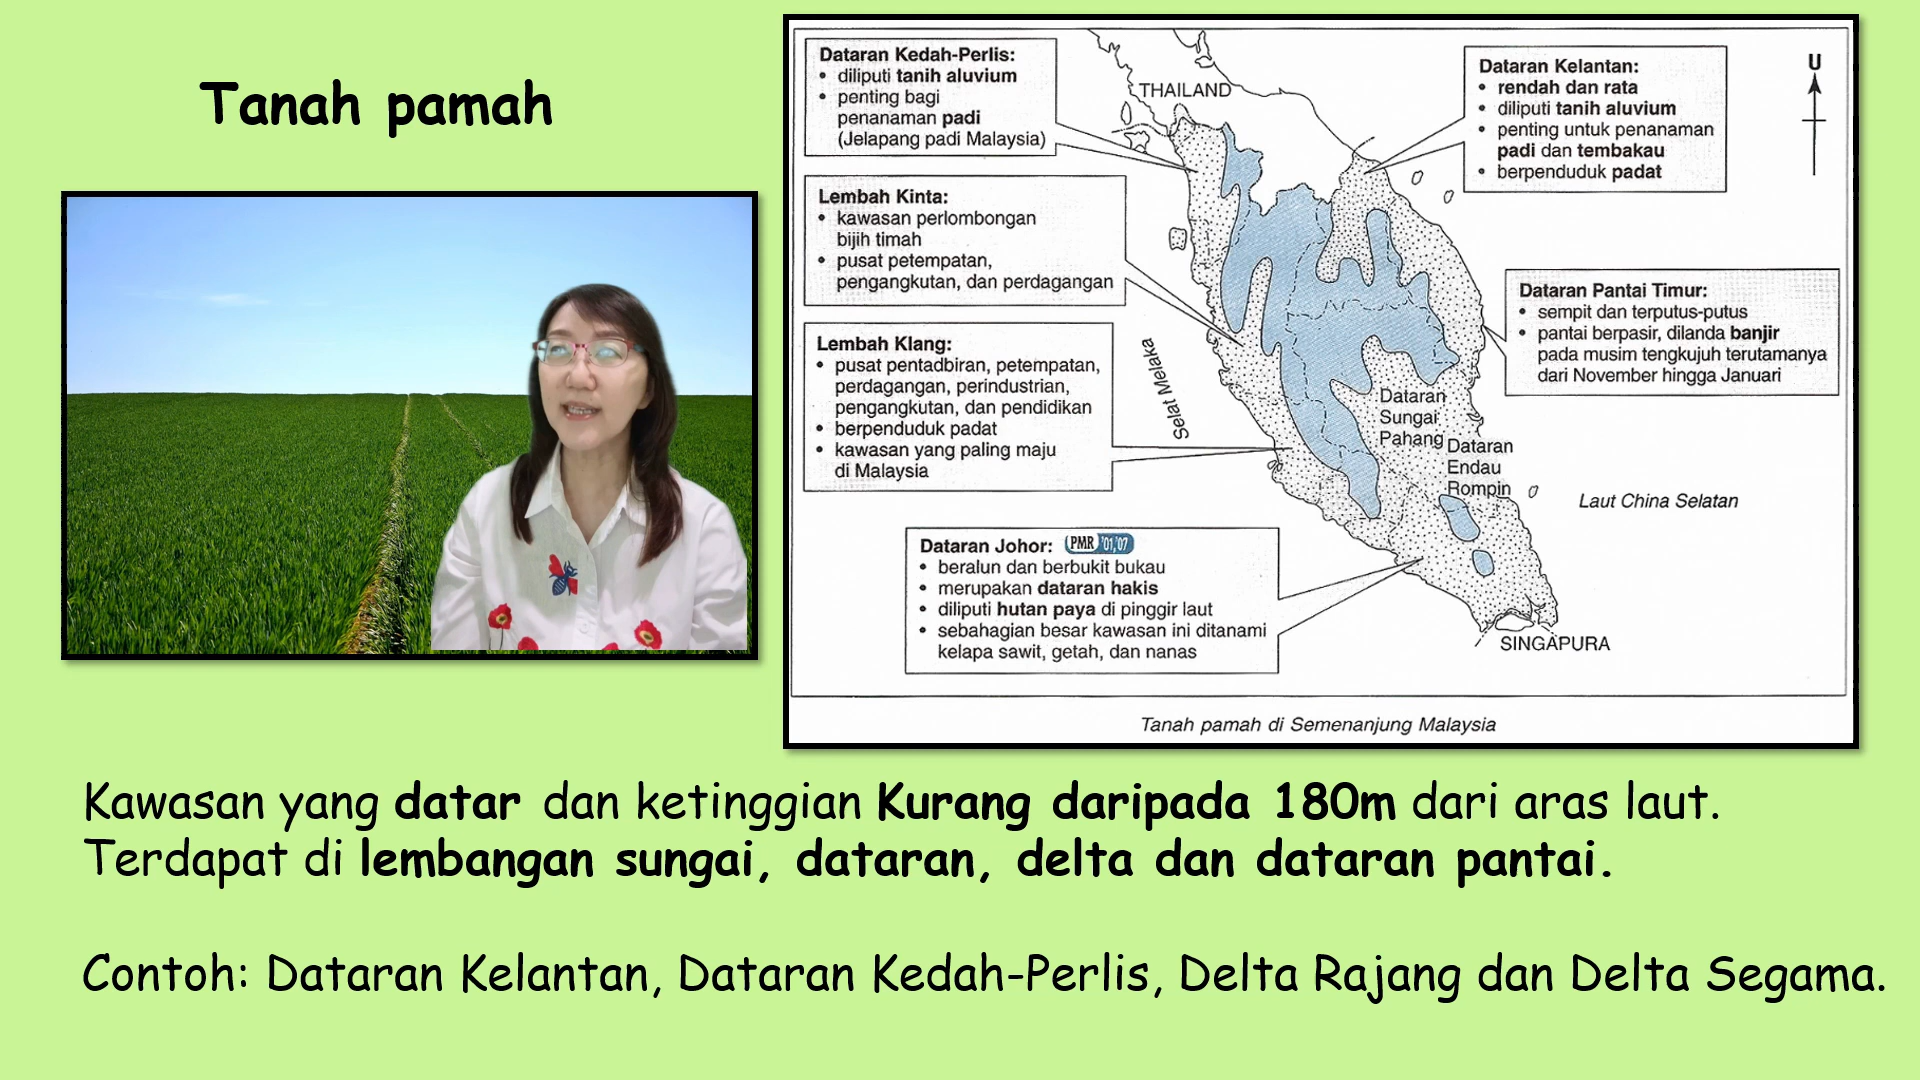 Tanah pamah
Dataran Kedah-Perlis:
• diliputi tanih aluvium
• penting bagi
penanaman padi
(Jelapang padi Malaysia)
Lembah Kinta:
• kawasan perlombongan
bijih timah
• pusat petempatan,
pengangkutan, dan perdagangan
Lembah Klang:
• pusat pentadbiran, petempatan,
perdagangan, perindustrian,
pengangkutan, dan pendidikan
• berpenduduk padat
• kawasan yang paling maju
di Malaysia
Dataran Johor: PMR '01,'07
• beralun dan berbukit bukau
• merupakan dataran hakis
• diliputi hutan paya di pinggir laut
• sebahagian besar kawasan ini ditanami
kelapa sawit, getah, dan nanas
THAILAND
Selat Melaka
Dataran
Sungai
Pahang
Dataran
Endau
Rompin
Laut China Selatan
SINGAPURA
Dataran Kelantan:
• rendah dan rata
• diliputi tanih aluvium
• penting untuk penanaman
padi dan tembakau
• berpenduduk padat
U
Dataran Pantai Timur:
• sempit dan terputus-putus
• pantai berpasir, dilanda banjir
pada musim tengkujuh terutamanya
dari November hingga Januari
Tanah pamah di Semenanjung Malaysia
Kawasan yang datar dan ketinggian Kurang daripada 180m dari aras laut.
Terdapat di lembangan sungai, dataran, delta dan dataran pantai.
Contoh: Dataran Kelantan, Dataran Kedah-Perlis, Delta Rajang dan Delta Segama.